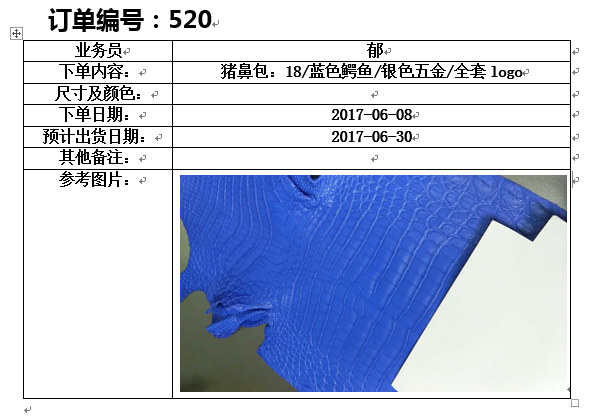 订单编号：520
业务员 郁
下单内容： 猪鼻包：18/蓝色鳄鱼/银色五金/全套 logo
尺寸及颜色：
下单日期： 2017-06-08
预计出货日期： 2017-06-30
其他备注：
参考图片：